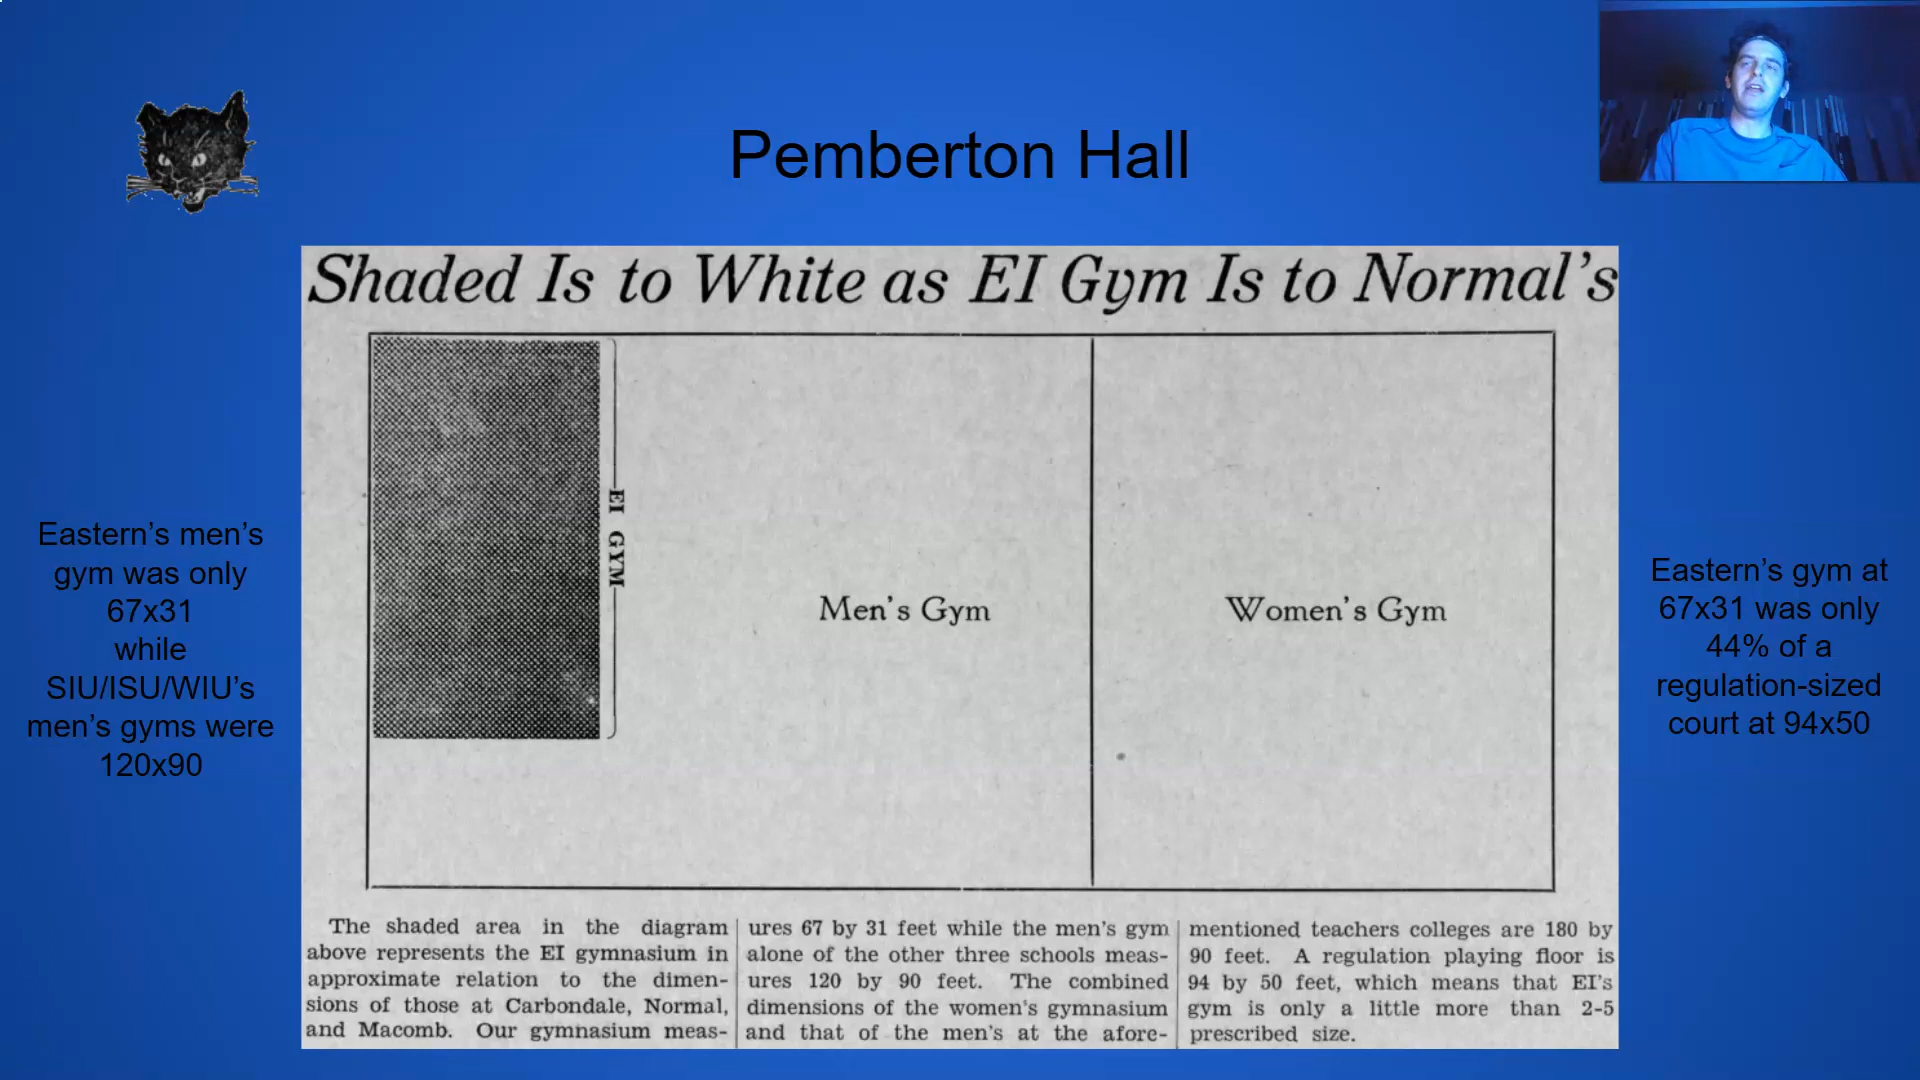 Pemberton Hall
Shaded Is to White as EI Gym Is to Normal's
EI GYM
Men's Gym
Women's Gym
Eastern's men's
gym was only
67x31
while
SIU/ISU/WIU's
men's gyms were
120x90
Eastern's gym at
67x31 was only
44% of a
regulation-sized
court at 94x50
The shaded area in the diagram
above represents the EI gymnasium in
approximate relation to the dimen-
sions of those at Carbondale, Normal,
and Macomb. Our gymnasium meas-
ures 67 by 31 feet while the men's gym
alone of the other three schools meas-
ures 120 by 90 feet. The combined
dimensions of the women's gymnasium
and that of the men's at the afore-
mentioned teachers colleges are 180 by
90 feet. A regulation playing floor is
94 by 50 feet, which means that EI's
gym is only a little more than 2-5
prescribed size.